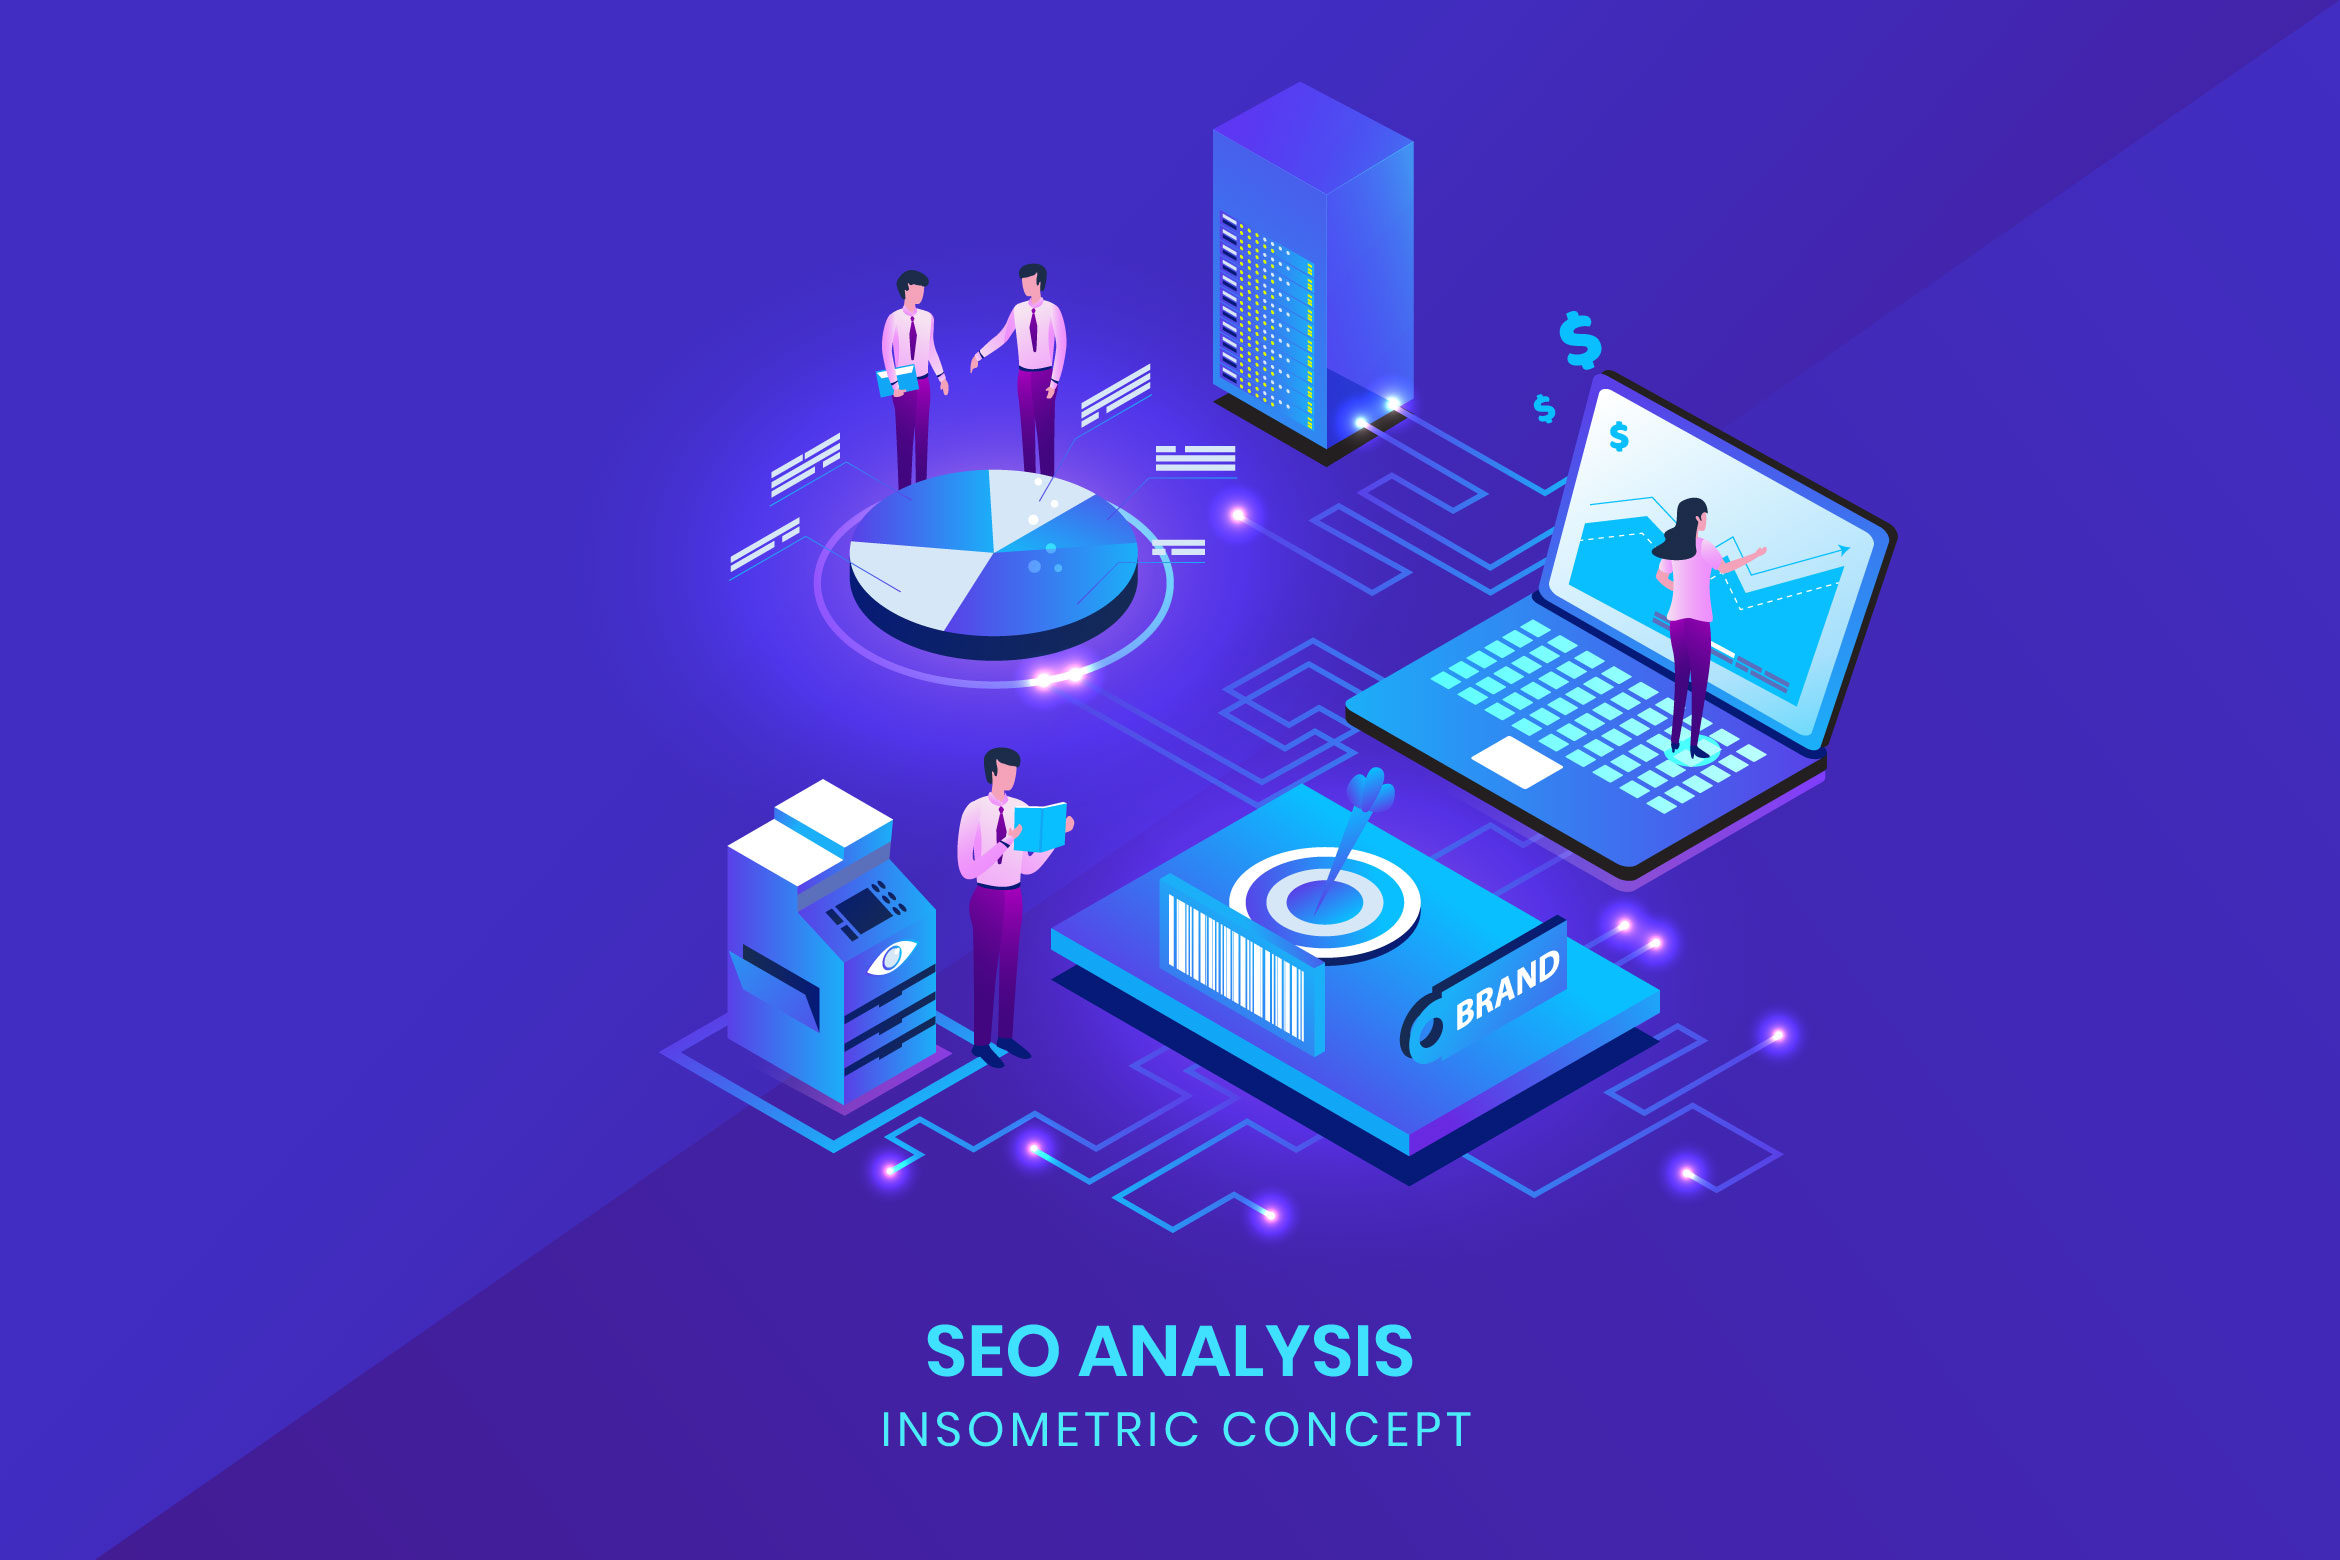 $
$
$
BRAND
SEO ANALYSIS
INSOMETRIC CONCEPT